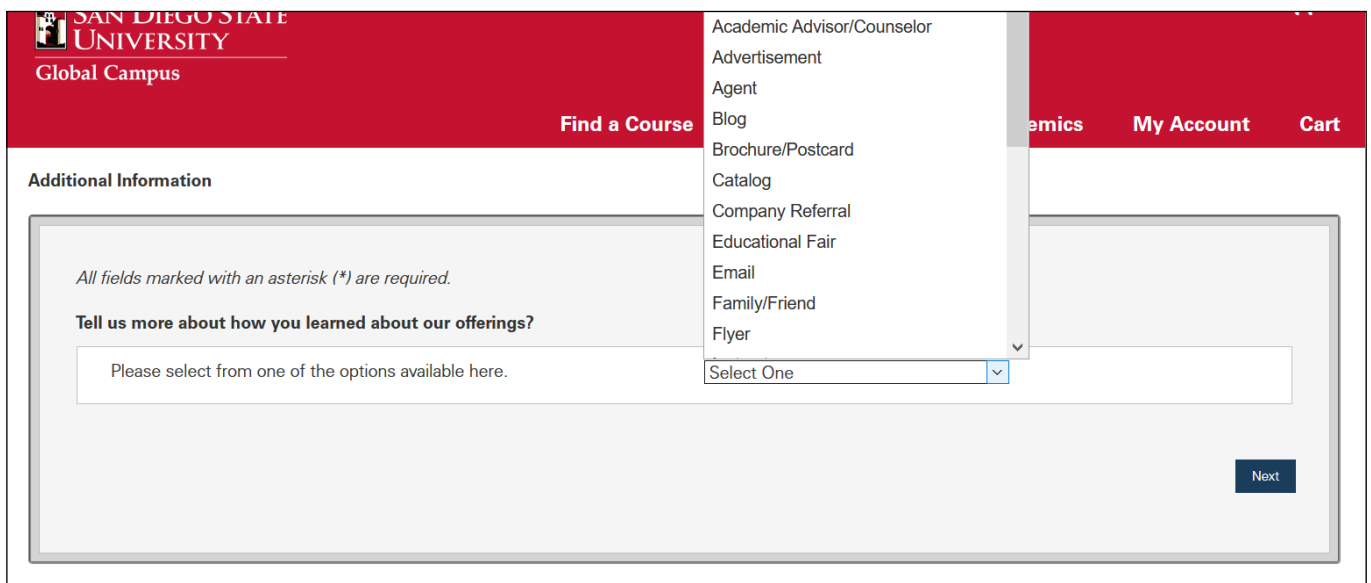 SAN DIEGO STATE
UNIVERSITY
Global Campus
Find a Course
emics
My Account
Cart
Academic Advisor/Counselor
Advertisement
Agent
Blog
Brochure/Postcard
Catalog
Company Referral
Educational Fair
Email
Family/Friend
Flyer
Additional Information
All fields marked with an asterisk (*) are required.
Tell us more about how you learned about our offerings?
Please select from one of the options available here.
Select One
Next